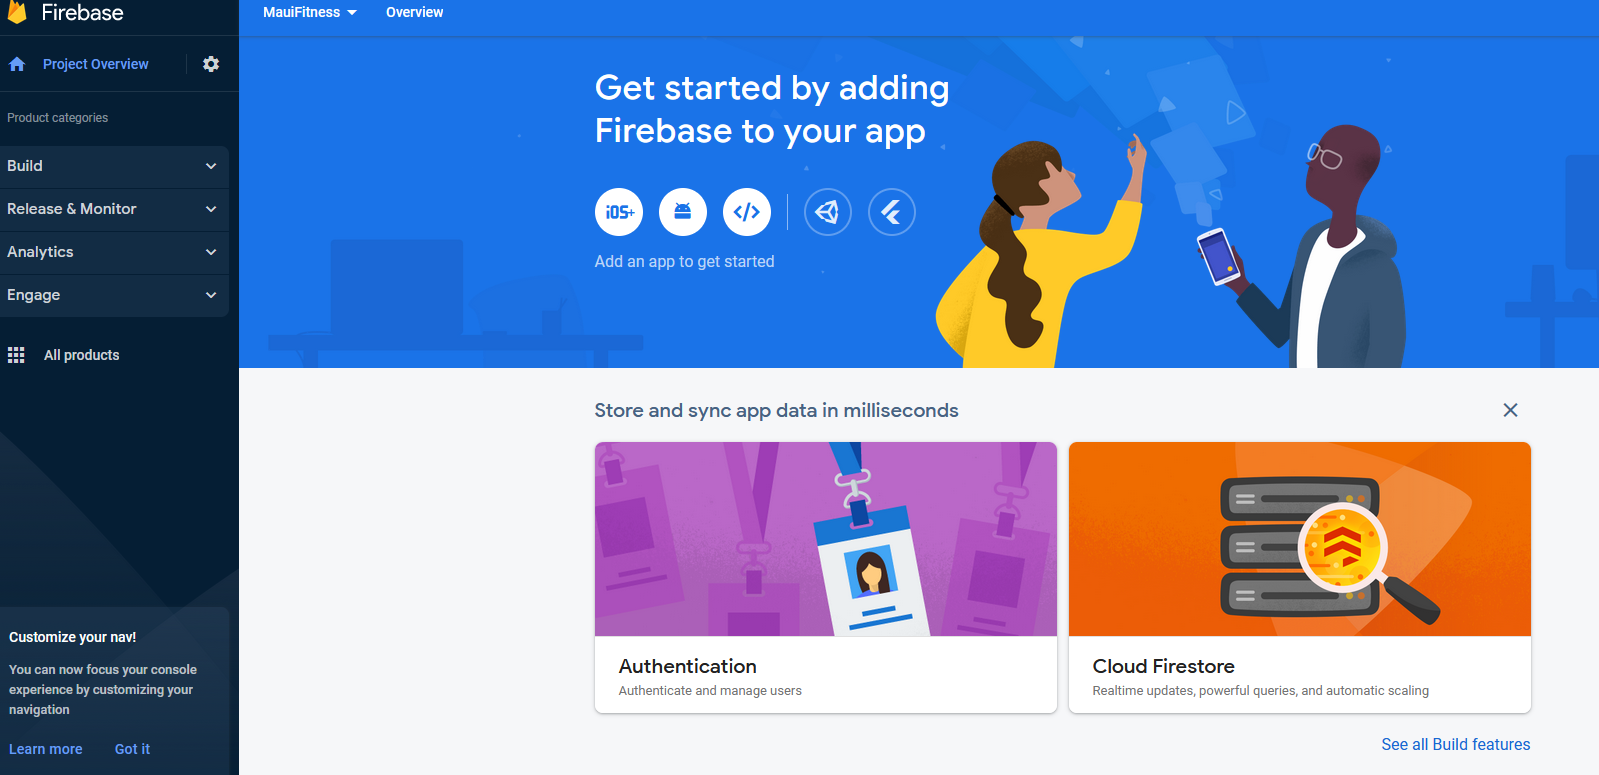 Firebase
MauiFitness
Overview
Project Overview
Product categories
Build
Release & Monitor
Analytics
Engage
All products
Customize your nav!
You can now focus your console
experience by customizing your
navigation
Learn more
Got it
Get started by adding
Firebase to your app
iOS+
Add an app to get started
Store and sync app data in milliseconds
Authentication
Authenticate and manage users
Cloud Firestore
Realtime updates, powerful queries, and automatic scaling
See all Build features